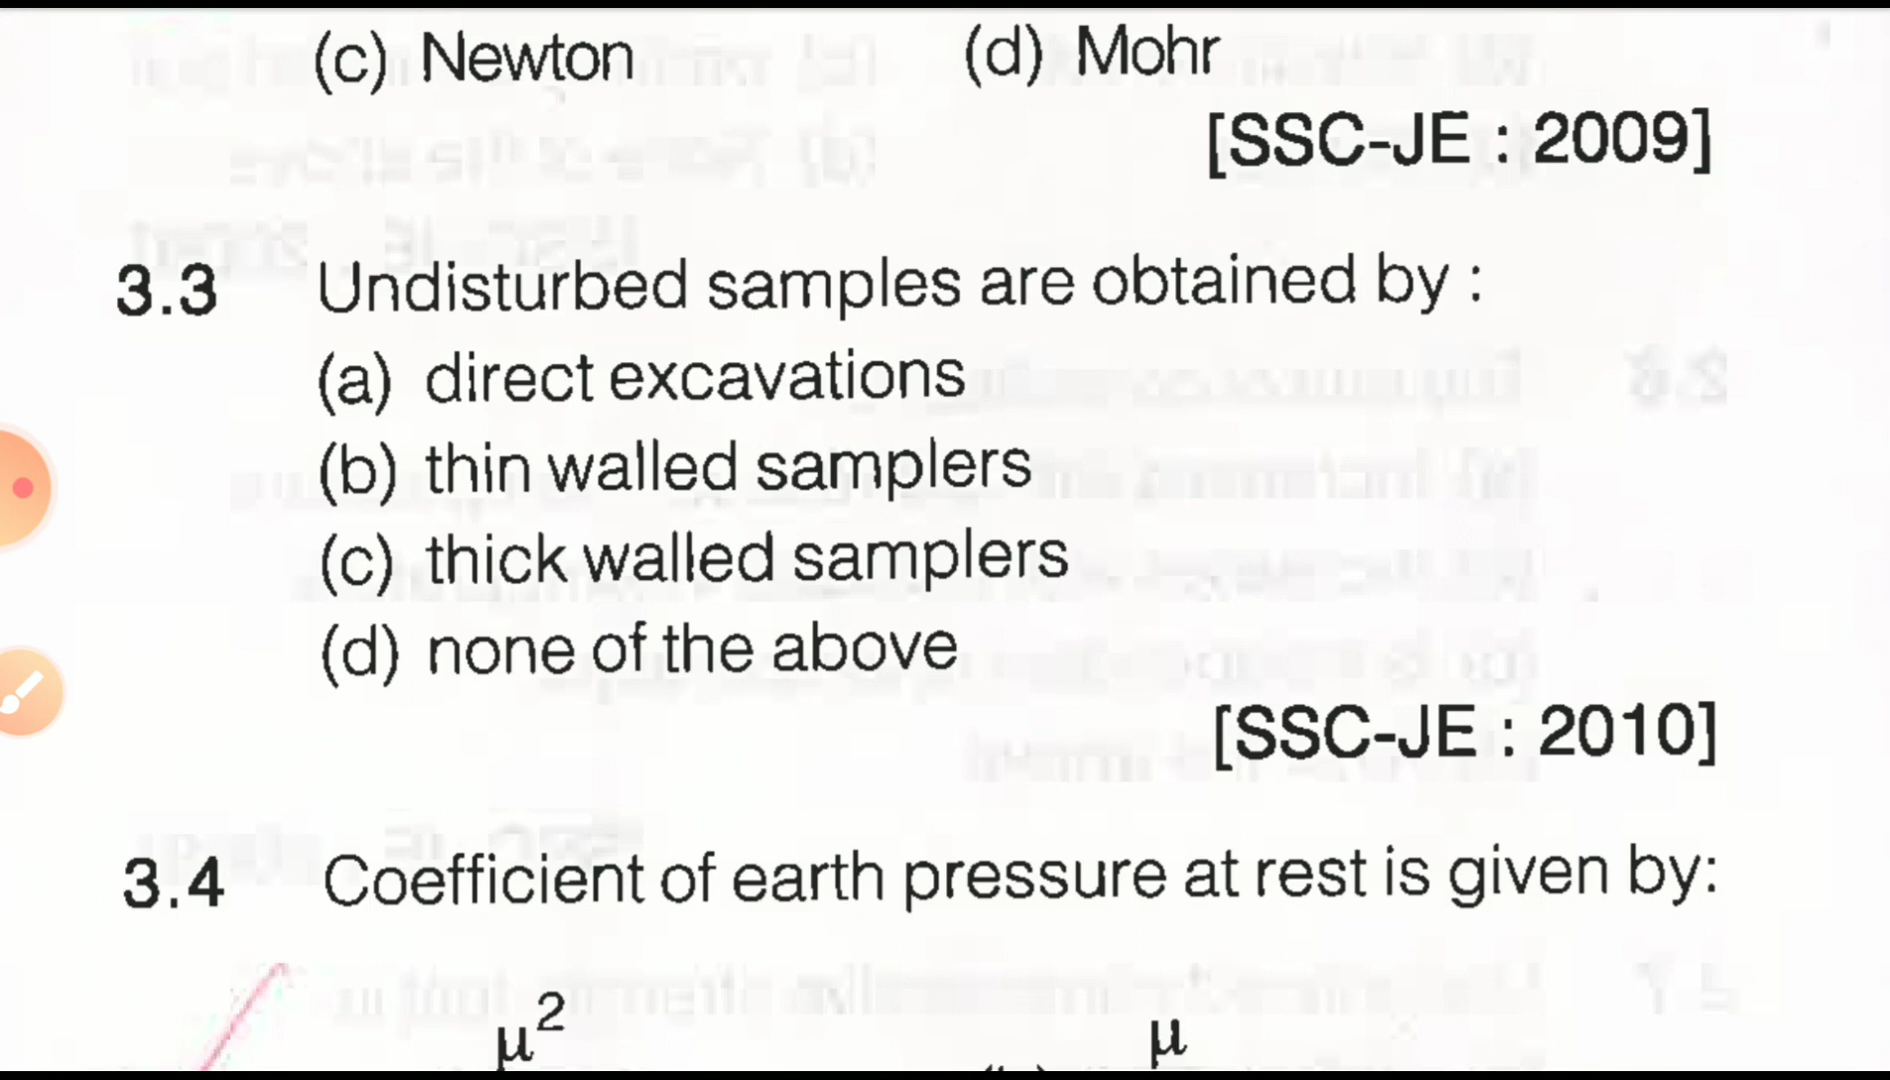 (c) Newton (d) Mohr
[SSC-JE : 2009]
3.3 Undisturbed samples are obtained by :
(a) direct excavations
(b) thin walled samplers
(c) thick walled samplers
(d) none of the above
[SSC-JE : 2010]
3.4 Coefficient of earth pressure at rest is given by:
μ² μ